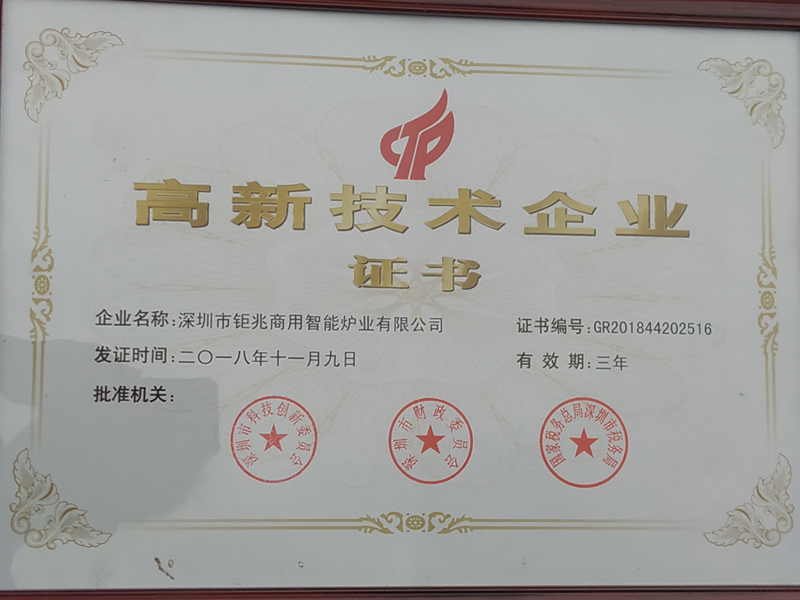 CTP
高新技术企业
证书
企业名称:深圳市钜兆商用智能炉业有限公司
证书编号:GR201844202516
发证时间:二〇一八年十一月九日
有效期:三年
批准机关:
深圳市科技创新委员会
深圳市财政委员会
国家税务总局深圳市税务局